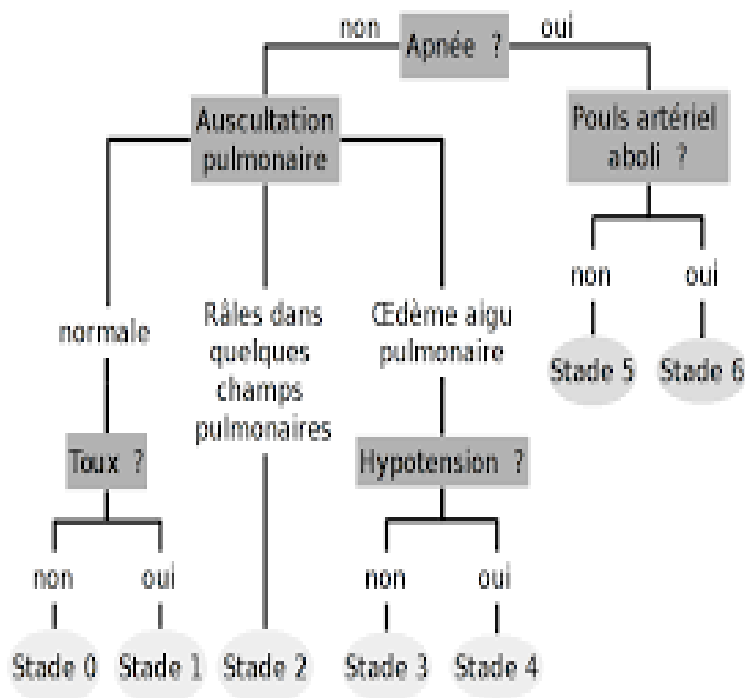 non
Apnée ?
oui
Auscultation
pulmonaire
Pouls artériel
aboli ?
non
oui
Stade 5
Stade 6
normale
Râles dans
quelques
champs
pulmonaires
Œdème aigu
pulmonaire
Toux ?
Hypotension ?
non
oui
non
oui
Stade 0
Stade 1
Stade 2
Stade 3
Stade 4